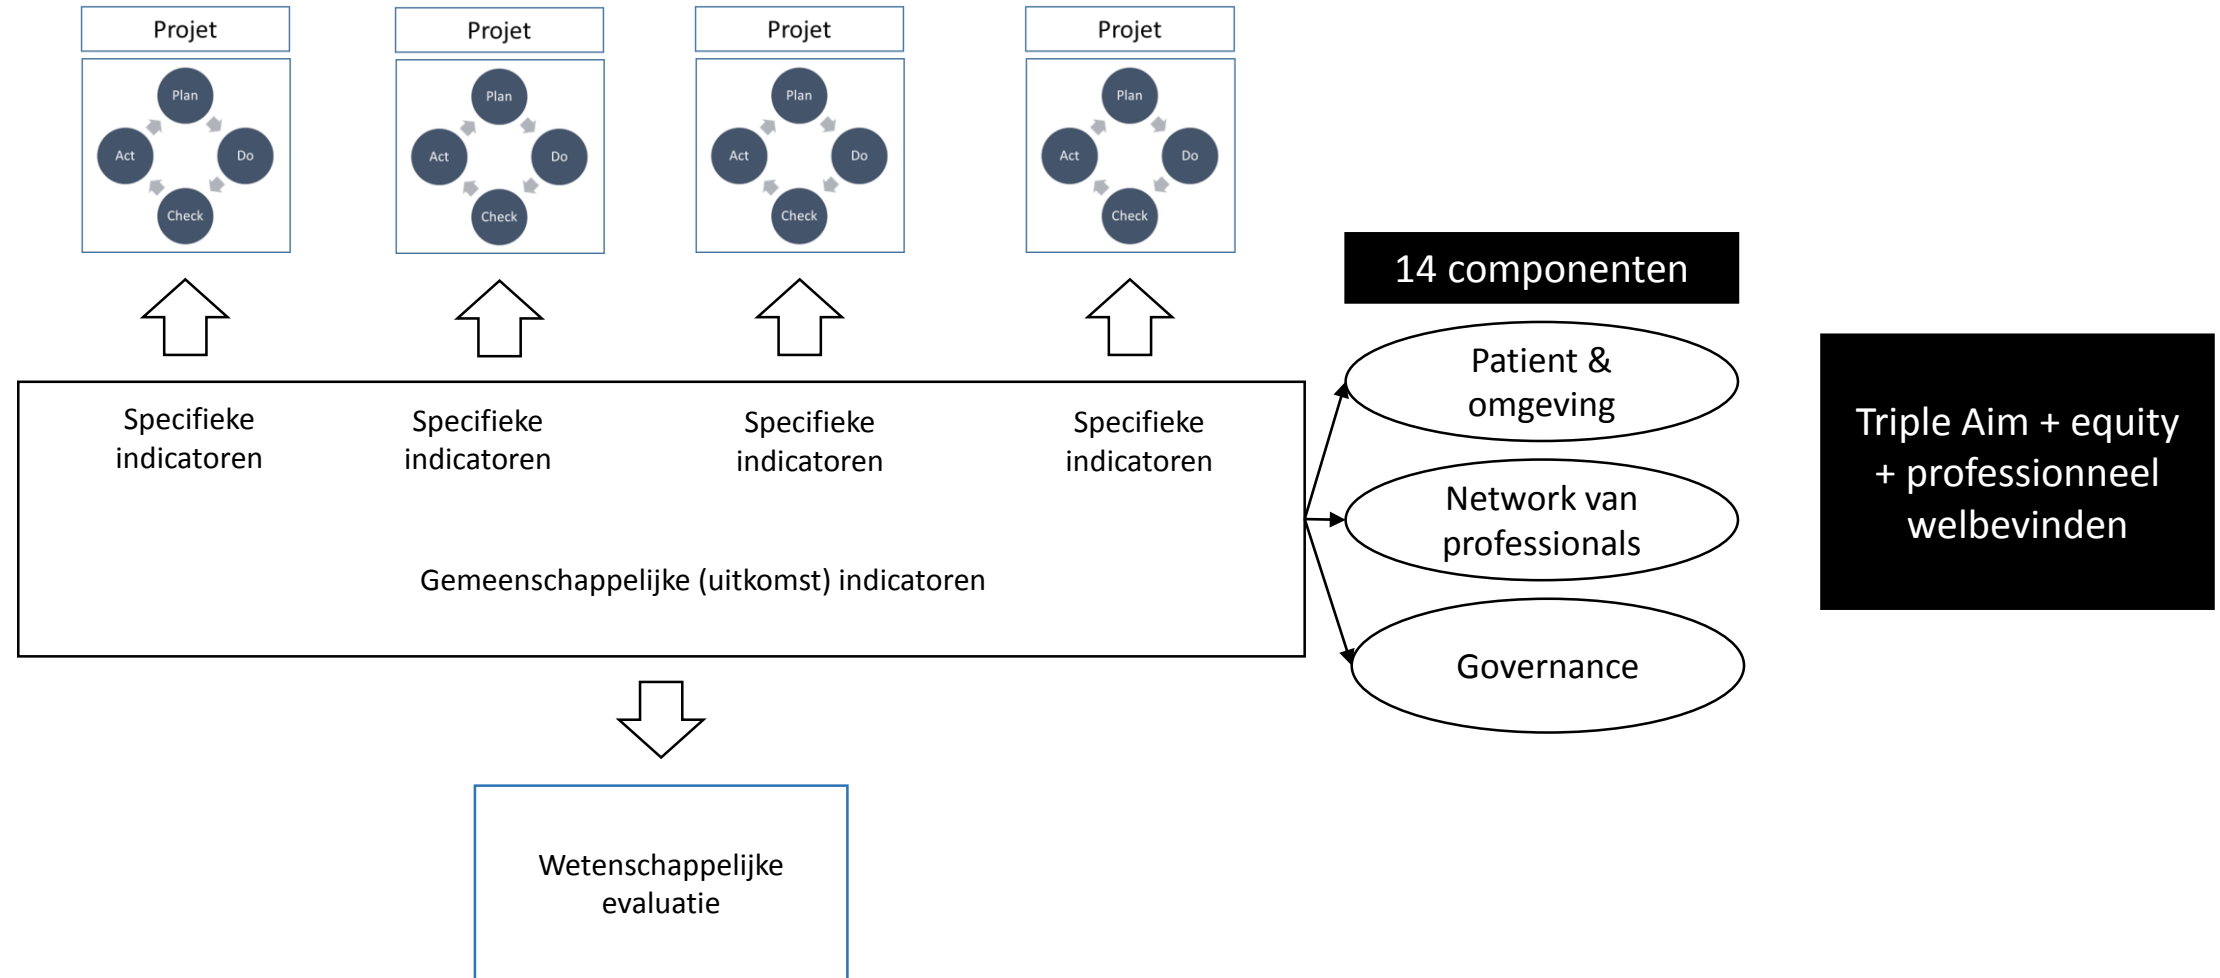 Projet
Plan
Act
Do
Check
Projet
Plan
Act
Do
Check
Projet
Plan
Act
Do
Check
Projet
Plan
Act
Do
Check
Specifieke
indicatoren
Specifieke
indicatoren
Specifieke
indicatoren
Specifieke
indicatoren
Gemeenschappelijke (uitkomst) indicatoren
14 componenten
Patient &
omgeving
Network van
professionals
Governance
Triple Aim + equity
+ professionneel
welbevinden
Wetenschappelijke
evaluatie